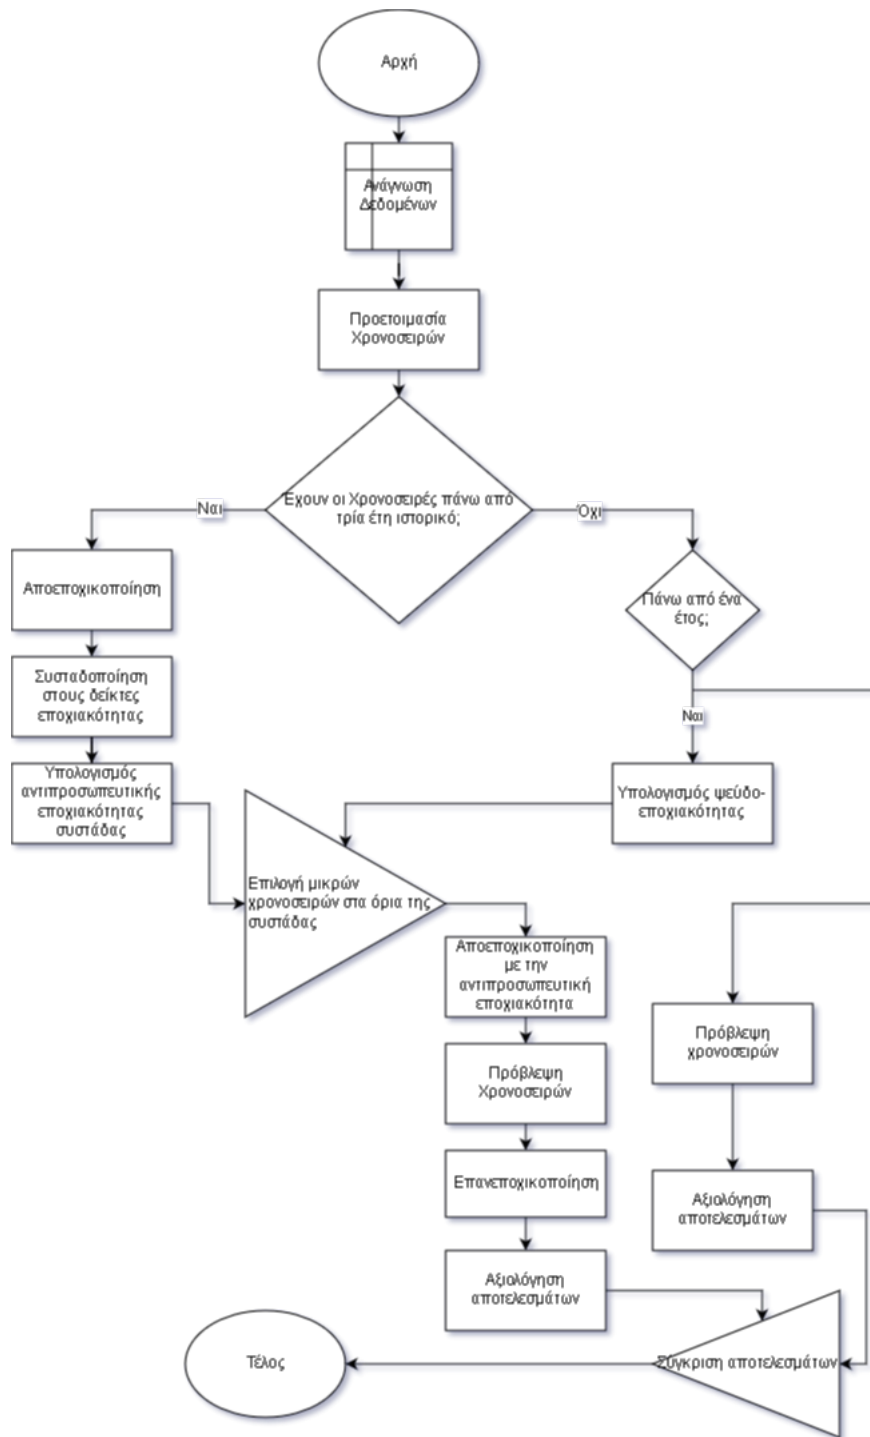 Αρχή
Ανάγνωση
Δεδομένων
Προετοιμασία
Χρονοσειρών
Έχουν οι Χρονοσειρές πάνω από
τρία έτη ιστορικό;
Ναι
Όχι
Αποεποχικοποίηση
Πάνω από ένα
έτος;
Συσταδοποίηση
στους δείκτες
εποχιακότητας
Ναι
Υπολογισμός
αντιπροσωπευτικής
εποχιακότητας
συστάδας
Υπολογισμός ψεύδο-
εποχιακότητας
Επιλογή μικρών
χρονοσειρών στα όρια της
συστάδας
Αποεποχικοποίηση
με την
αντιπροσωπευτική
εποχιακότητα
Πρόβλεψη
χρονοσειρών
Πρόβλεψη
Χρονοσειρών
Επανεποχικοποίηση
Αξιολόγηση
αποτελεσμάτων
Αξιολόγηση
αποτελεσμάτων
Σύγκριση αποτελεσμάτων
Τέλος